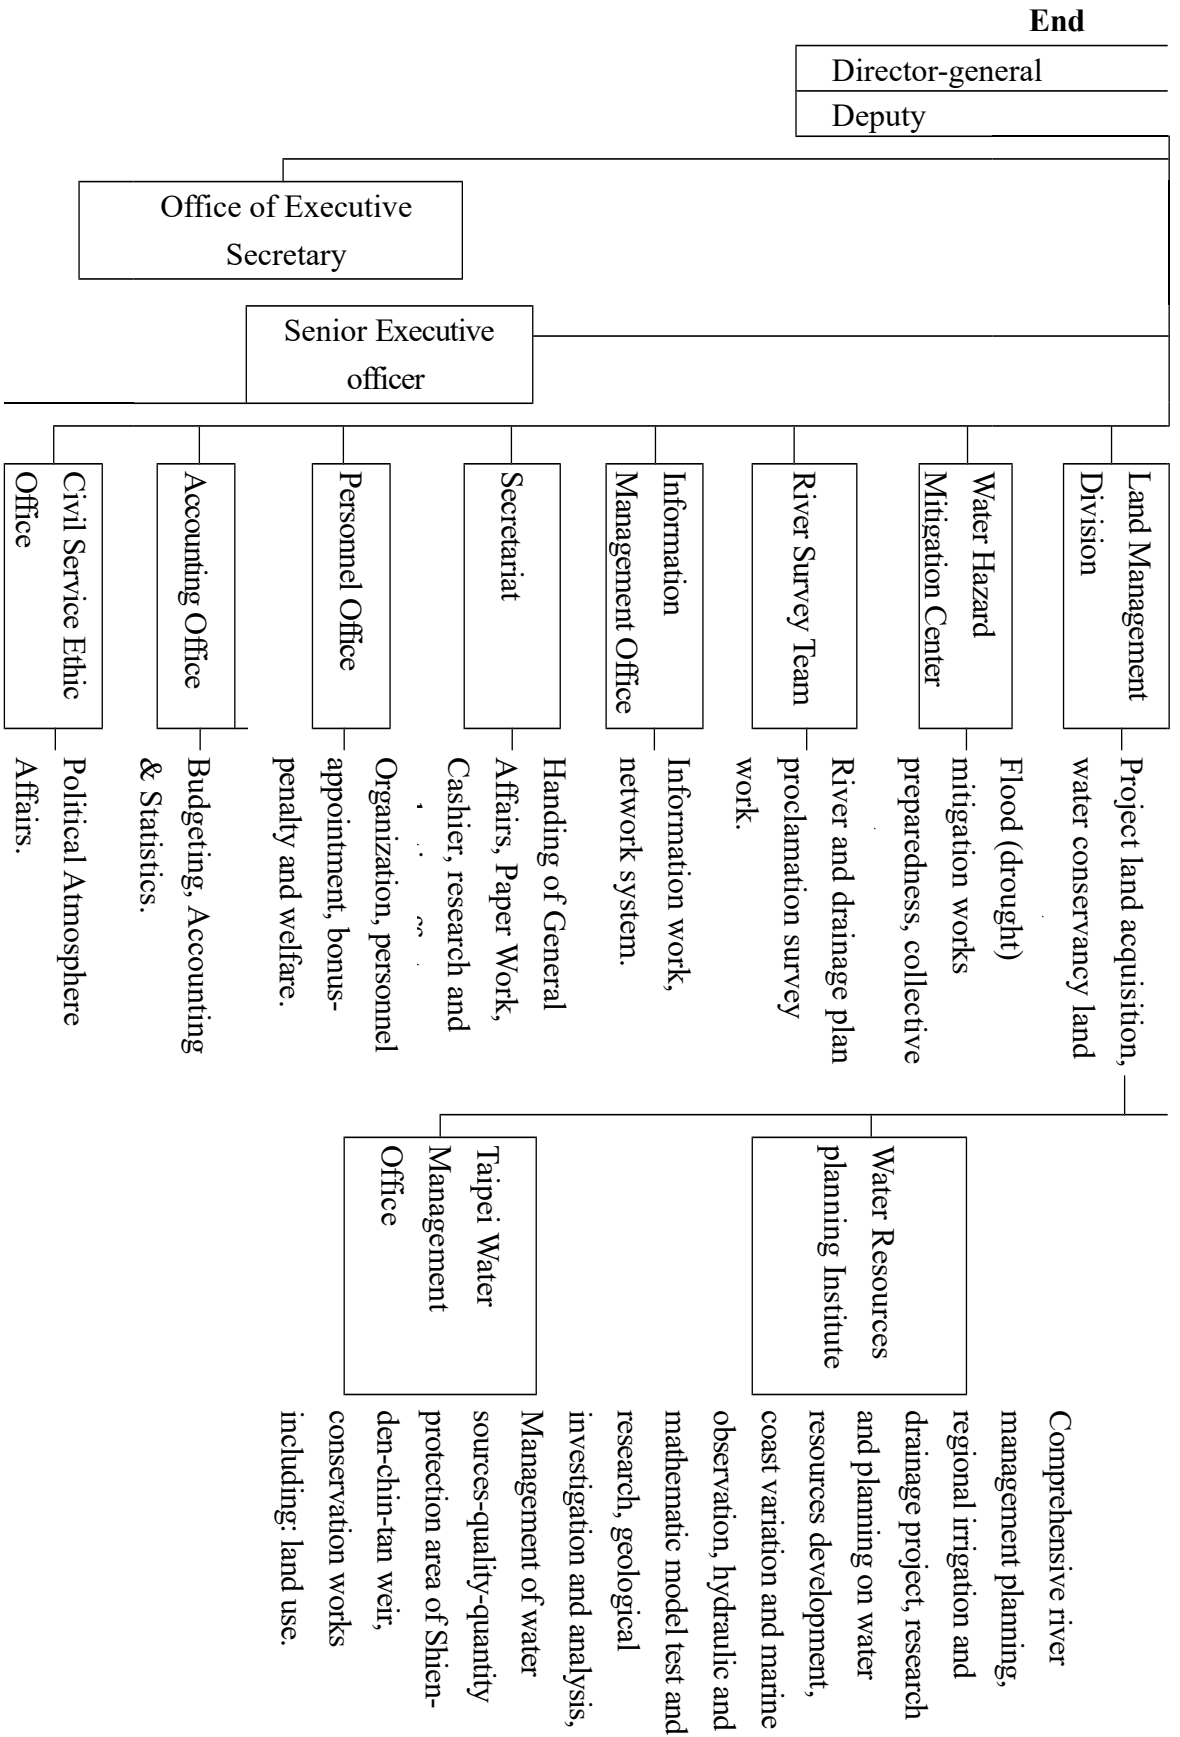 End
Director-general
Deputy
Office of Executive
Secretary
Senior Executive
officer
Land Management
Division
Water Hazard
Mitigation Center
River Survey Team
Information
Management Office
Secretariat
Personnel Office
Accounting Office
Civil Service Ethic
Office
Project land acquisition,
water conservancy land
Flood (drought)
mitigation works
preparedness, collective
River and drainage plan
proclamation survey
work.
Information work,
network system.
Handing of General
Affairs, Paper Work,
Cashier, research and
Organization, personnel
appointment, bonus-
penalty and welfare.
Budgeting, Accounting
& Statistics.
Political Atmosphere
Affairs.
Water Resources
planning Institute
Taipei Water
Management
Office
Comprehensive river
management planning,
regional irrigation and
drainage project, research
and planning on water
resources development,
coast variation and marine
observation, hydraulic and
mathematic model test and
research, geological
investigation and analysis,
Management of water
sources-quality-quantity
protection area of Shien-
den-chin-tan weir,
conservation works
including: land use.